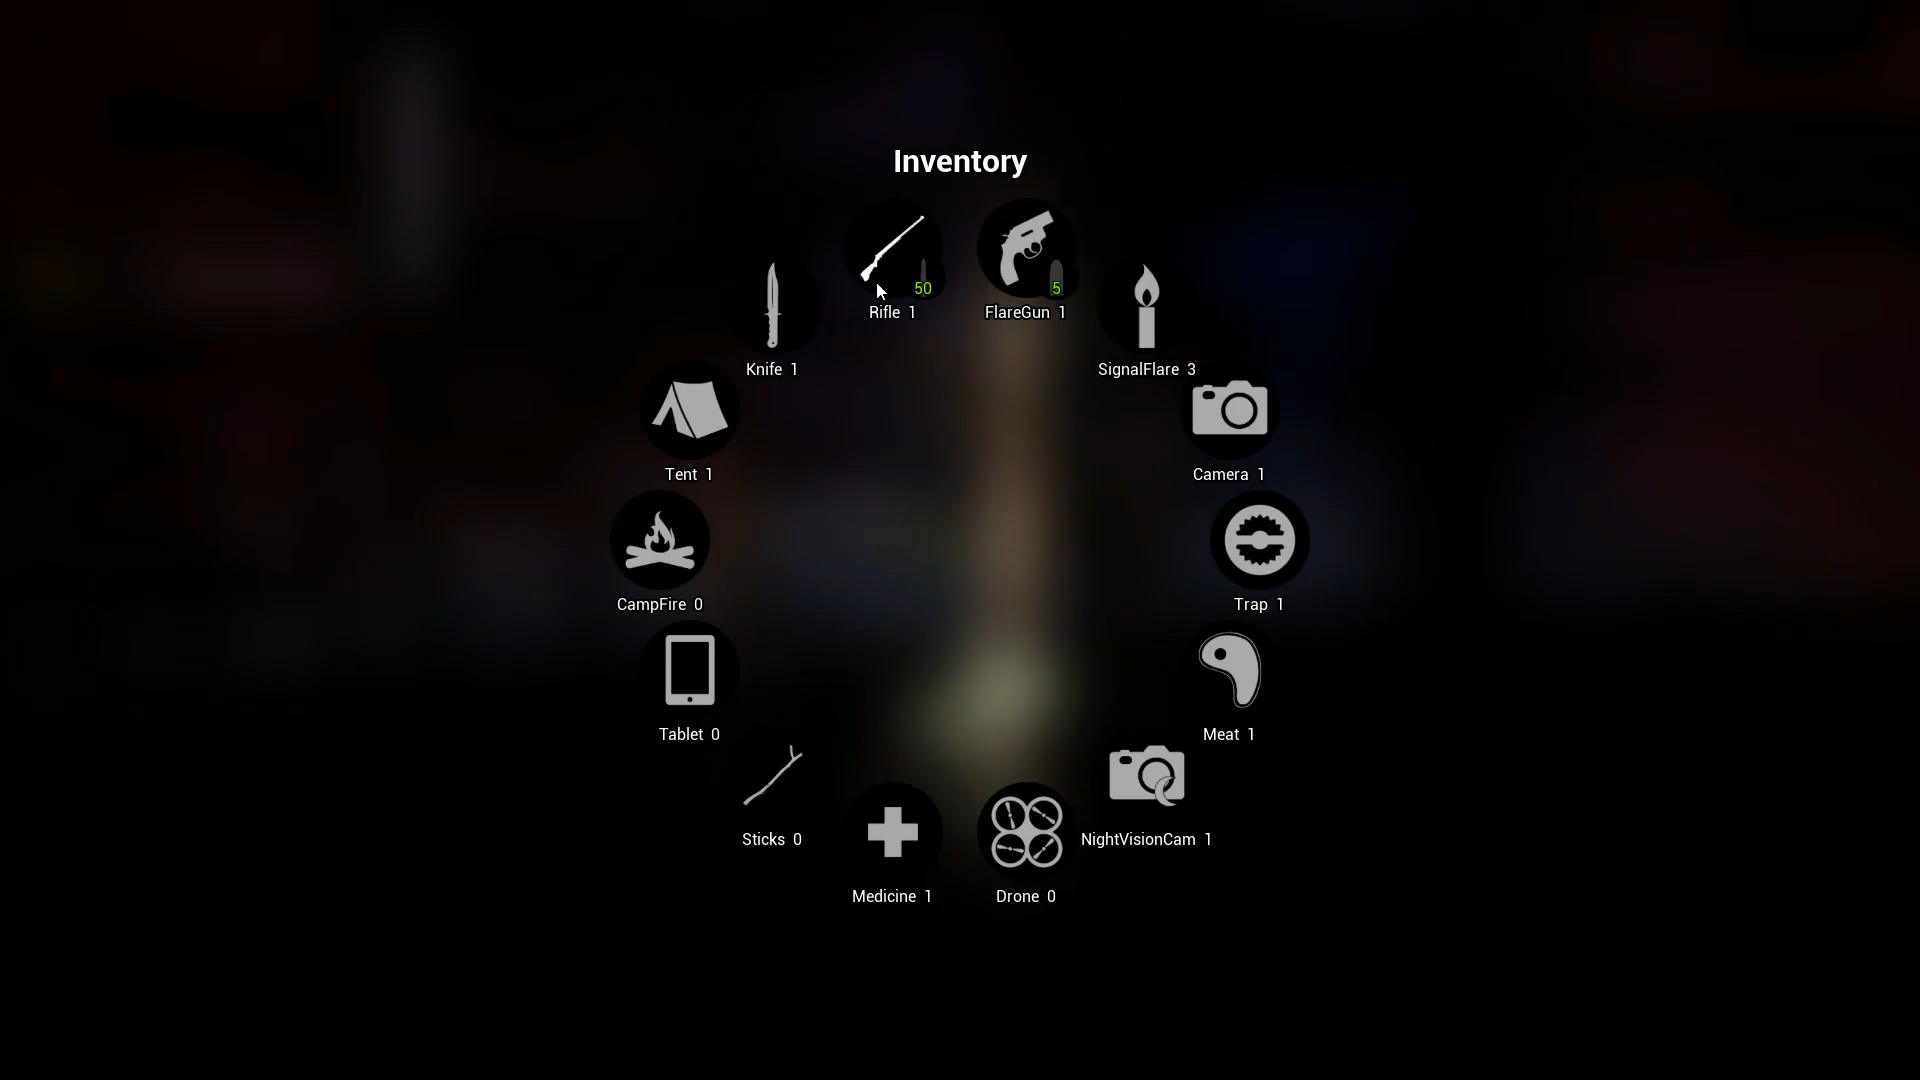 Inventory
50
5
Rifle 1
FlareGun 1
Knife 1
SignalFlare 3
Tent 1
Camera 1
CampFire 0
Trap 1
Tablet 0
Meat 1
Sticks 0
NightVisionCam 1
Medicine 1
Drone 0